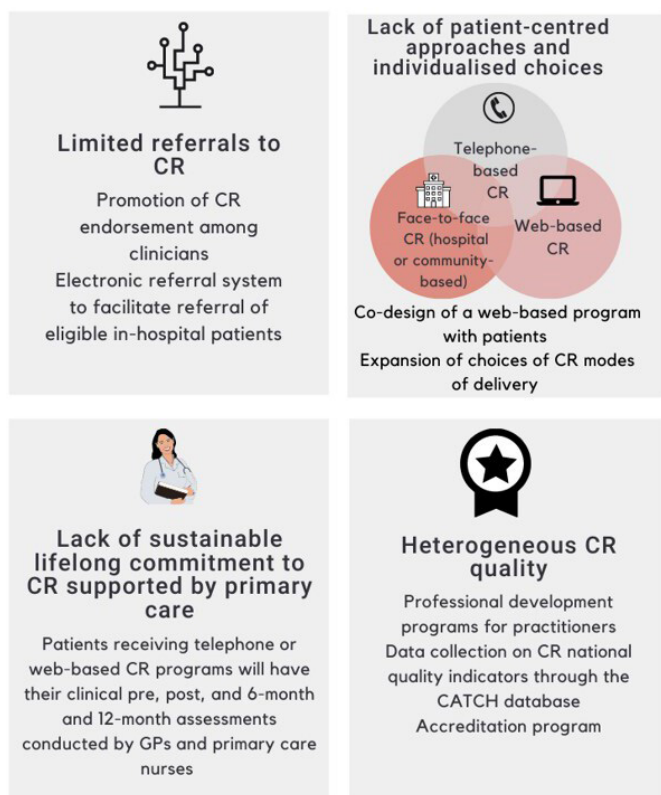 Limited referrals to
CR
Promotion of CR
endorsement among
clinicians
Electronic referral system
to facilitate referral of
eligible in-hospital patients
Lack of patient-centred
approaches and
individualised choices
Telephone-
based
CR
Face-to-face
CR (hospital
or community-
based)
Web-based
CR
Co-design of a web-based program
with patients
Expansion of choices of CR modes
of delivery
Lack of sustainable
lifelong commitment to
CR supported by primary
care
Patients receiving telephone or
web-based CR programs will have
their clinical pre, post, and 6-month
and 12-month assessments
conducted by GPs and primary care
nurses
Heterogeneous CR
quality
Professional development
programs for practitioners
Data collection on CR national
quality indicators through the
CATCH database
Accreditation program